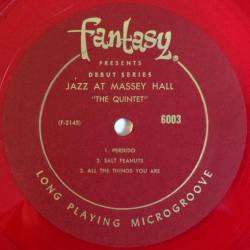 Fantasy
PRESENTS
DEBUT SERIES
JAZZ AT MASSEY HALL
"THE QUINTET"
(F-2145) 6003
1. PERDIDO
2. SALT PEANUTS
3. ALL THE THINGS YOU ARE
LONG PLAYING MICROGROOVE